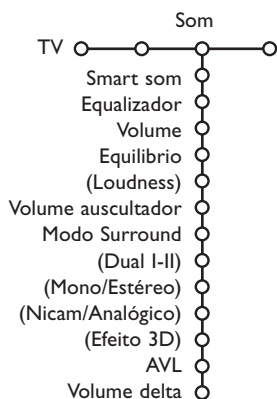 Som
TV
Smart som
Equalizador
Volume
Equilibrio
(Loudness)
Volume auscultador
Modo Surround
(Dual I-II)
(Mono/Estéreo)
(Nicam/Analógico)
(Efeito 3D)
AVL
Volume delta